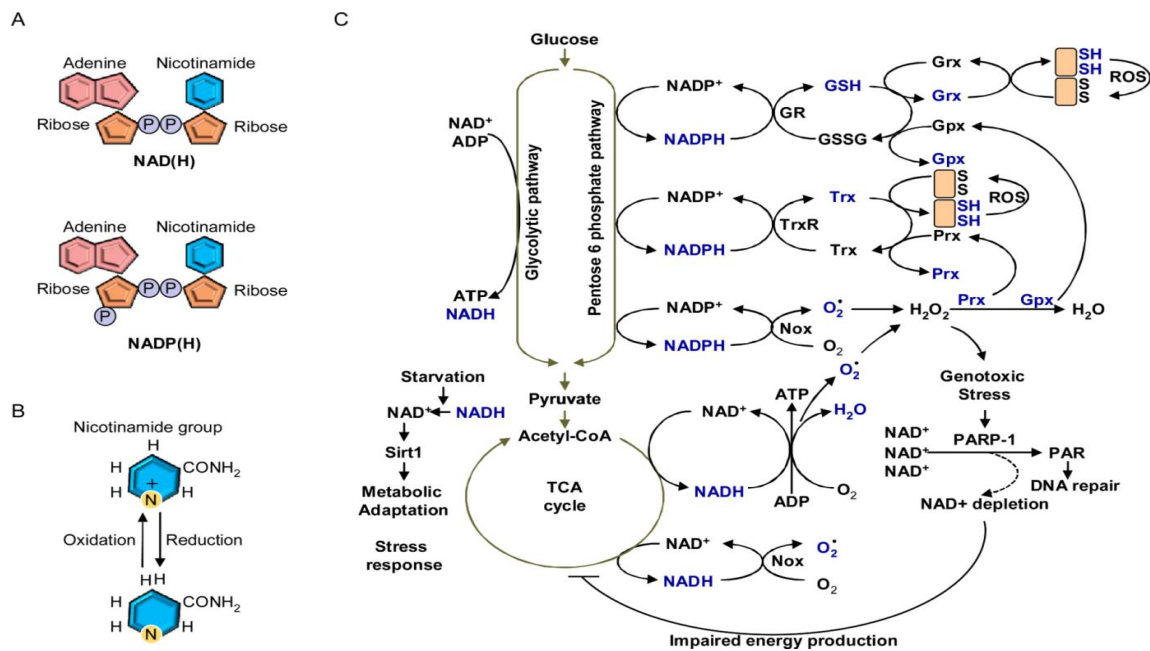 A
Adenine
Nicotinamide
Ribose
P P
Ribose
NAD(H)
Adenine
Nicotinamide
Ribose
P P
Ribose
P
NADP(H)
B
Nicotinamide group
H
H
CONH2
+
H
N
H
Oxidation
Reduction
H H
H
CONH2
H
N
H
C
Glucose
NAD+
ADP
Glycolytic pathway
Pentose 6 phosphate pathway
ATP
NADH
NADP+
NADPH
GR
GSH
GSSG
Grx
Grx
Gpx
Gpx
SH
SH
S
S
ROS
NADP+
NADPH
TrxR
Trx
Trx
S
S
SH
SH
ROS
Prx
Prx
NADP+
NADPH
Nox
O2•
O2
H2O2
Prx
Gpx
H2O
Pyruvate
Acetyl-CoA
TCA
cycle
Starvation
NAD+
NADH
Sirt1
Metabolic
Adaptation
Stress
response
NAD+
NADH
ATP
ADP
O2•
H2O
O2
NAD+
NADH
Nox
O2•
O2
Genotoxic
Stress
NAD+
NAD+
NAD+
PARP-1
PAR
DNA repair
NAD+ depletion
Impaired energy production